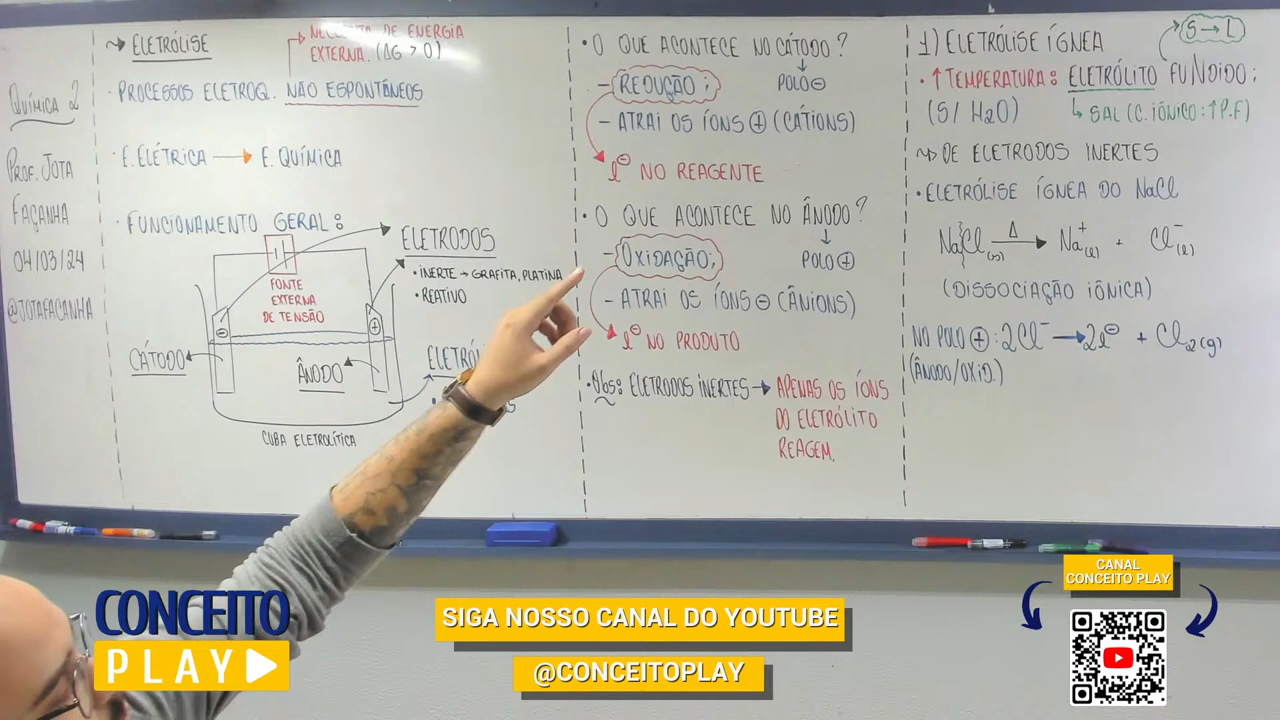 QUÍMICA 2
PROF. JOTA
FAÇANHA
04/03/24
@JOTAFAÇANHA
⤳ ELETRÓLISE
NECESSITA DE ENERGIA
EXTERNA. (ΔG > 0)
· PROCESSOS ELETROQ. NÃO ESPONTÂNEOS
· E. ELÉTRICA → E. QUÍMICA
· FUNCIONAMENTO GERAL:
FONTE
EXTERNA
DE TENSÃO
ELETRODOS
• INERTE → GRAFITA, PLATINA
• REATIVO
⊖
⊕
CÁTODO
ÂNODO
CUBA ELETROLÍTICA
• O QUE ACONTECE NO CÁTODO?
↓
POLO ⊖
– REDUÇÃO;
– ATRAI OS ÍONS ⊕ (CÁTIONS)
e⊖ NO REAGENTE
• O QUE ACONTECE NO ÂNODO?
↓
POLO ⊕
– OXIDAÇÃO;
– ATRAI OS ÍONS ⊖ (ÂNIONS)
e⊖ NO PRODUTO
• Obs: ELETRODOS INERTES → APENAS OS ÍONS
DO ELETRÓLITO
REAGEM.
S → L
1) ELETRÓLISE ÍGNEA
• ↑ TEMPERATURA: ELETRÓLITO FUNDIDO;
(S/ H2O)
↳ SAL (C. IÔNICO: ↑P.F)
⤳ DE ELETRODOS INERTES
• ELETRÓLISE ÍGNEA DO NaCl
NaCl(s) Δ→ Na+(l) + Cl-(l)
(DISSOCIAÇÃO IÔNICA)
NO POLO ⊕: 2Cl- → 2e⊖ + Cl2(g)
(ÂNODO/OXID.)
CONCEITO
PLAY
SIGA NOSSO CANAL DO YOUTUBE
@CONCEITOPLAY
CANAL
CONCEITO PLAY